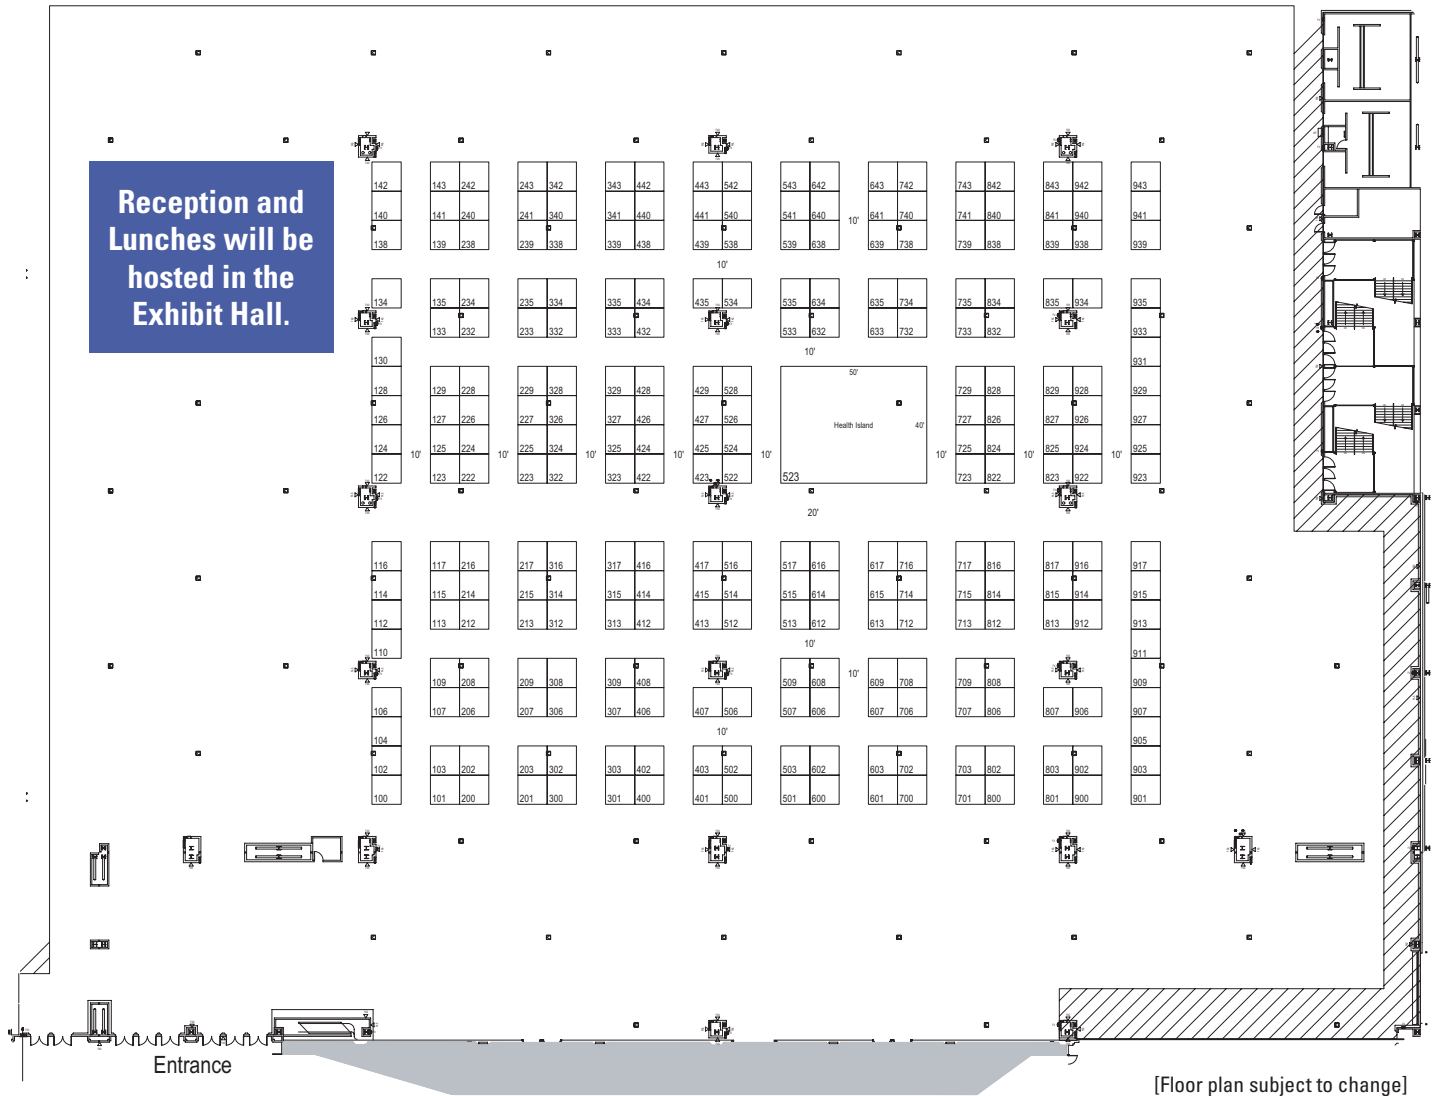 Reception and
Lunches will be
hosted in the
Exhibit Hall.
142 143 242 243 342 343 442 443 542 543 642 643 742 743 842 843 942 943
140 141 240 241 340 341 440 441 540 541 640 641 740 741 840 841 940 941
10'
138 139 238 239 338 339 438 439 538 539 638 639 738 739 838 839 938 939
10'
134 135 234 235 334 335 434 435 534 535 634 635 734 735 834 835 934 935
133 232 233 332 333 432 533 632 633 732 733 832 933
10'
130 931
50'
128 129 228 229 328 329 428 429 528 729 828 829 928 929
126 127 226 227 326 327 426 427 526 Health Island 40' 727 826 827 926 927
124 125 224 225 324 325 424 425 524 725 824 825 924 925
10' 10' 10' 10' 10' 10' 10' 10'
122 123 222 223 322 323 422 423 522 523 723 822 823 922 923
20'
116 117 216 217 316 317 416 417 516 517 616 617 716 717 816 817 916 917
114 115 214 215 314 315 414 415 514 515 614 615 714 715 814 815 914 915
112 113 212 213 312 313 412 413 512 513 612 613 712 713 812 813 912 913
10'
110 911
10'
109 208 209 308 309 408 509 608 609 708 709 808 909
106 107 206 207 306 307 406 407 506 507 606 607 706 707 806 807 906 907
10'
104 905
102 103 202 203 302 303 402 403 502 503 602 603 702 703 802 803 902 903
100 101 200 201 300 301 400 401 500 501 600 601 700 701 800 801 900 901
Entrance
[Floor plan subject to change]